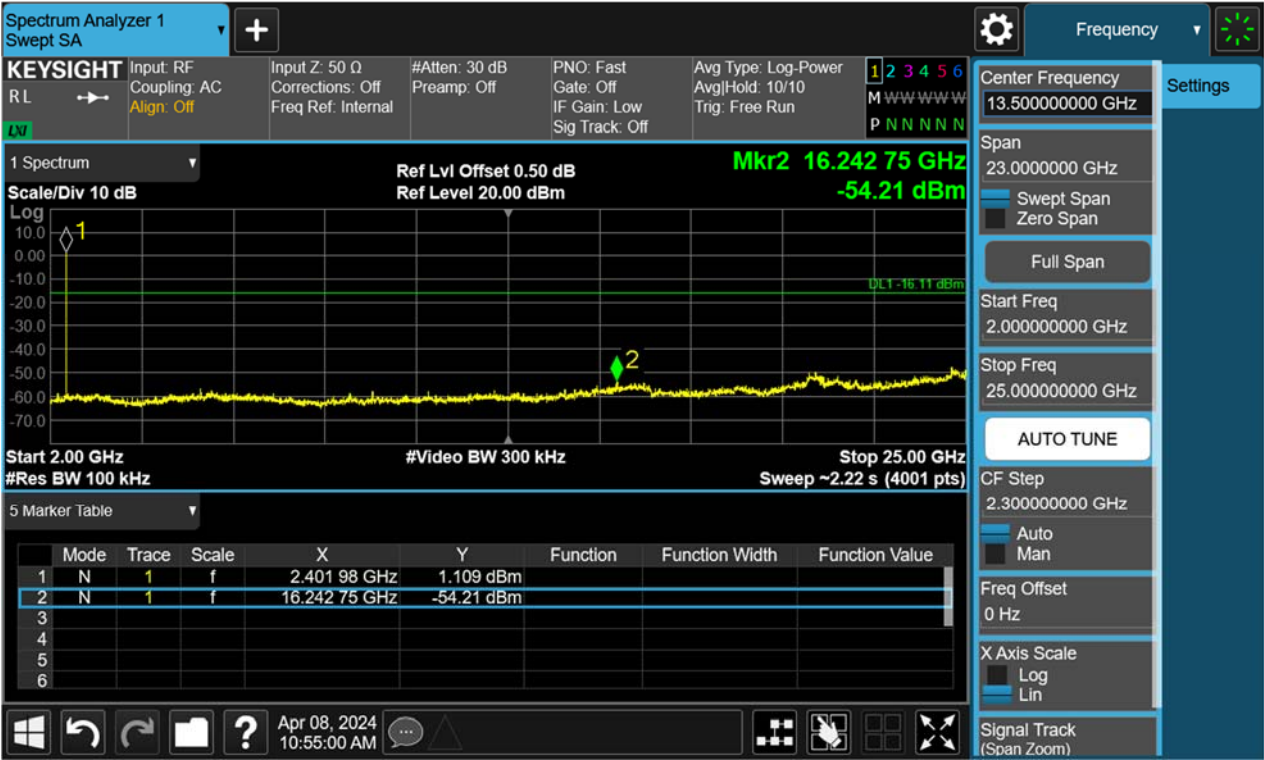 Spectrum Analyzer 1
Swept SA
+
Frequency
KEYSIGHT
R L
LXI
Input: RF
Coupling: AC
Align: Off
Input Z: 50 Ω
Corrections: Off
Freq Ref: Internal
#Atten: 30 dB
Preamp: Off
PNO: Fast
Gate: Off
IF Gain: Low
Sig Track: Off
Avg Type: Log-Power
Avg|Hold: 10/10
Trig: Free Run
1 2 3 4 5 6
M W W W W W W
P N N N N N
1 Spectrum
Scale/Div 10 dB
Ref Lvl Offset 0.50 dB
Ref Level 20.00 dBm
Mkr2 16.242 75 GHz
-54.21 dBm
Log
10.0
0.00
-10.0
-20.0
-30.0
-40.0
-50.0
-60.0
-70.0
1
DL1 -16.11 dBm
2
Start 2.00 GHz
#Video BW 300 kHz
Stop 25.00 GHz
#Res BW 100 kHz
Sweep ~2.22 s (4001 pts)
5 Marker Table
Mode Trace Scale X Y Function Function Width Function Value
1 N 1 f 2.401 98 GHz 1.109 dBm
2 N 1 f 16.242 75 GHz -54.21 dBm
3
4
5
6
?
Apr 08, 2024
10:55:00 AM
Center Frequency
13.500000000 GHz
Settings
Span
23.0000000 GHz
Swept Span
Zero Span
Full Span
Start Freq
2.000000000 GHz
Stop Freq
25.000000000 GHz
AUTO TUNE
CF Step
2.300000000 GHz
Auto
Man
Freq Offset
0 Hz
X Axis Scale
Log
Lin
Signal Track
(Span Zoom)